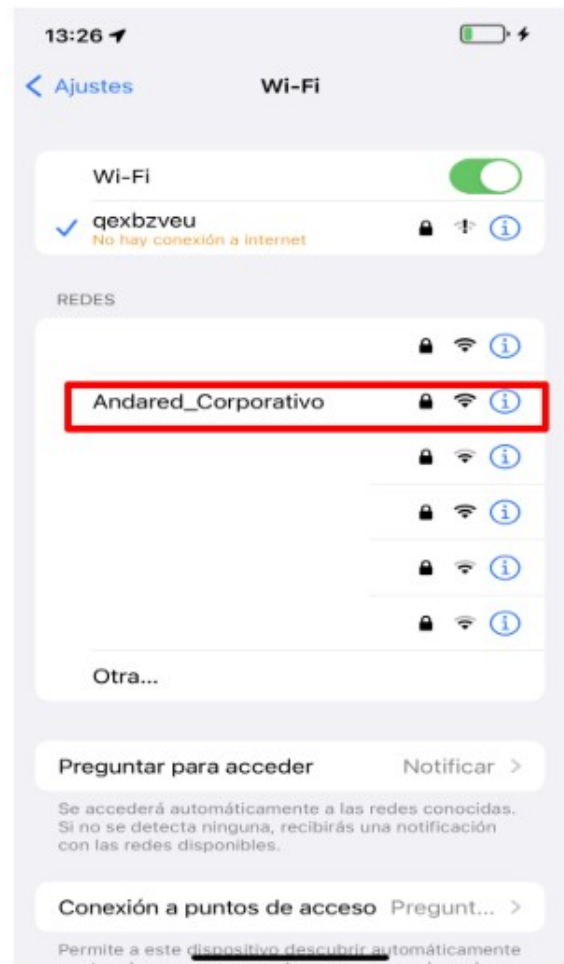 13:26
Ajustes
Wi-Fi
Wi-Fi
qexbzveu
No hay conexión a internet
REDES
Andared_Corporativo
Otra...
Preguntar para acceder Notificar
Se accederá automáticamente a las redes conocidas.
Si no se detecta ninguna, recibirás una notificación
con las redes disponibles.
Conexión a puntos de acceso Pregunt...
Permite a este dispositivo descubrir automáticamente